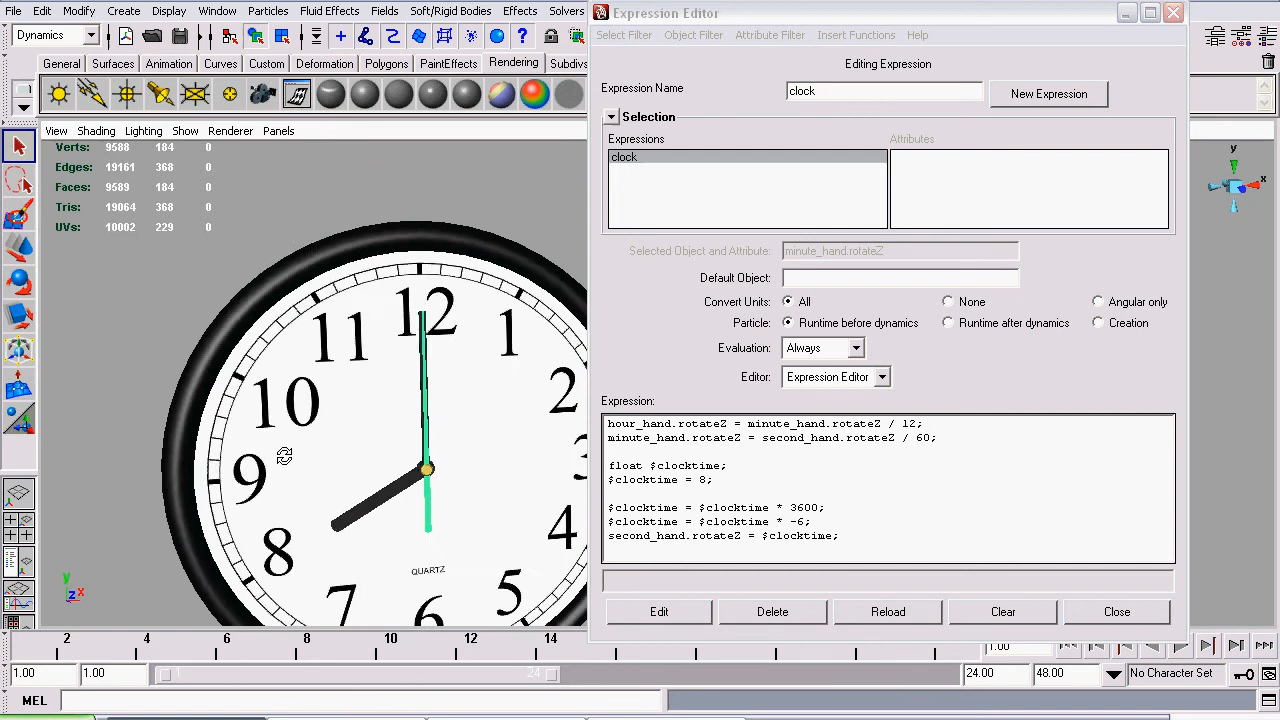 File Edit Modify Create Display Window Particles Fluid Effects Fields Soft/Rigid Bodies Effects Solvers
Expression Editor
Dynamics
Select Filter Object Filter Attribute Filter Insert Functions Help
General Surfaces Animation Curves Custom Deformation Polygons PaintEffects Rendering Subdivs
Editing Expression
Expression Name clock New Expression
View Shading Lighting Show Renderer Panels
Selection
Verts: 9588 184 0
Edges: 19161 368 0
Faces: 9589 184 0
Tris: 19064 368 0
UVs: 10002 229 0
Expressions Attributes
clock
y
x
Selected Object and Attribute: minute_hand.rotateZ
Default Object:
Convert Units: All None Angular only
Particle: Runtime before dynamics Runtime after dynamics Creation
Evaluation: Always
Editor: Expression Editor
Expression:
hour_hand.rotateZ = minute_hand.rotateZ / 12;
minute_hand.rotateZ = second_hand.rotateZ / 60;
float $clocktime;
$clocktime = 8;
$clocktime = $clocktime * 3600;
$clocktime = $clocktime * -6;
second_hand.rotateZ = $clocktime;
12
11 1
10 2
9 3
8 4
QUARTZ
7 6 5
y
z x
Edit Delete Reload Clear Close
2 4 6 8 10 12 14
1.00
1.00 1.00 1 24 24.00 48.00 No Character Set
MEL